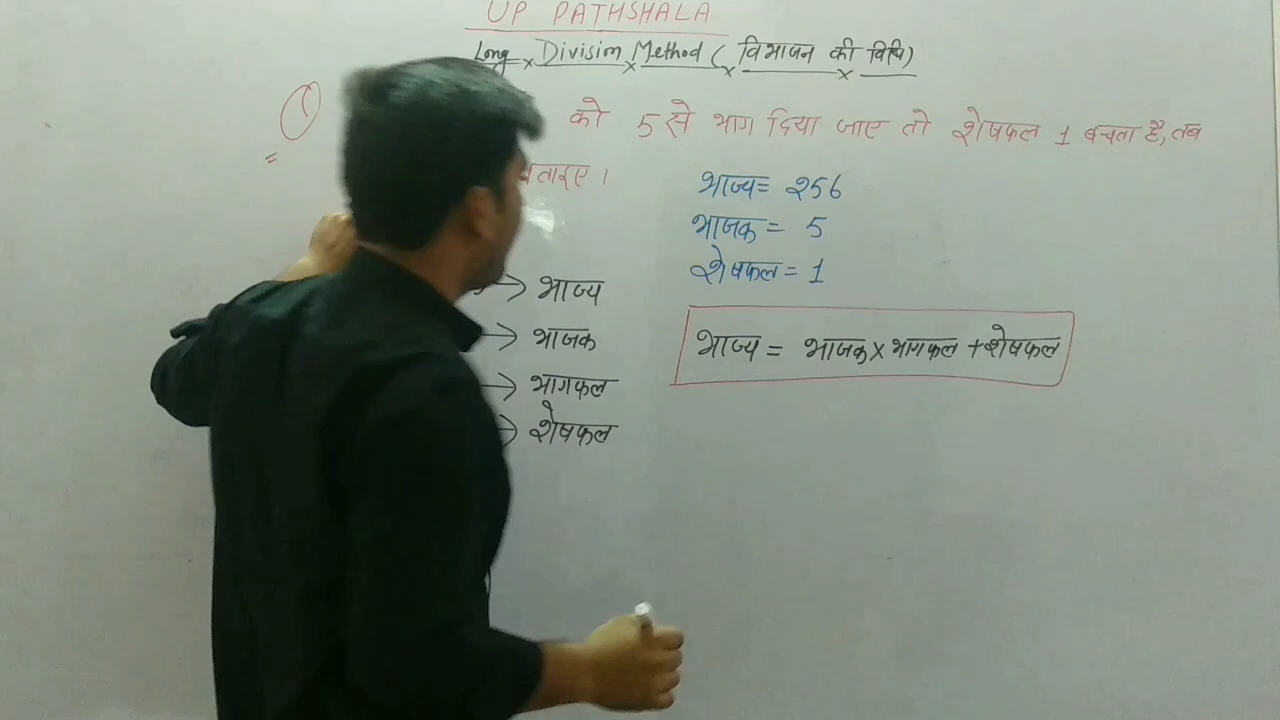 UP PATHSHALA
Long Division Method (विभाजन की विधि)
को 5 से भाग दिया जाए तो शेषफल 1 बचता है, तब
बताइए।
भाज्य = 256
भाजक = 5
शेषफल = 1
→ भाज्य
→ भाजक
→ भागफल
→ शेषफल
भाज्य = भाजक × भागफल + शेषफल